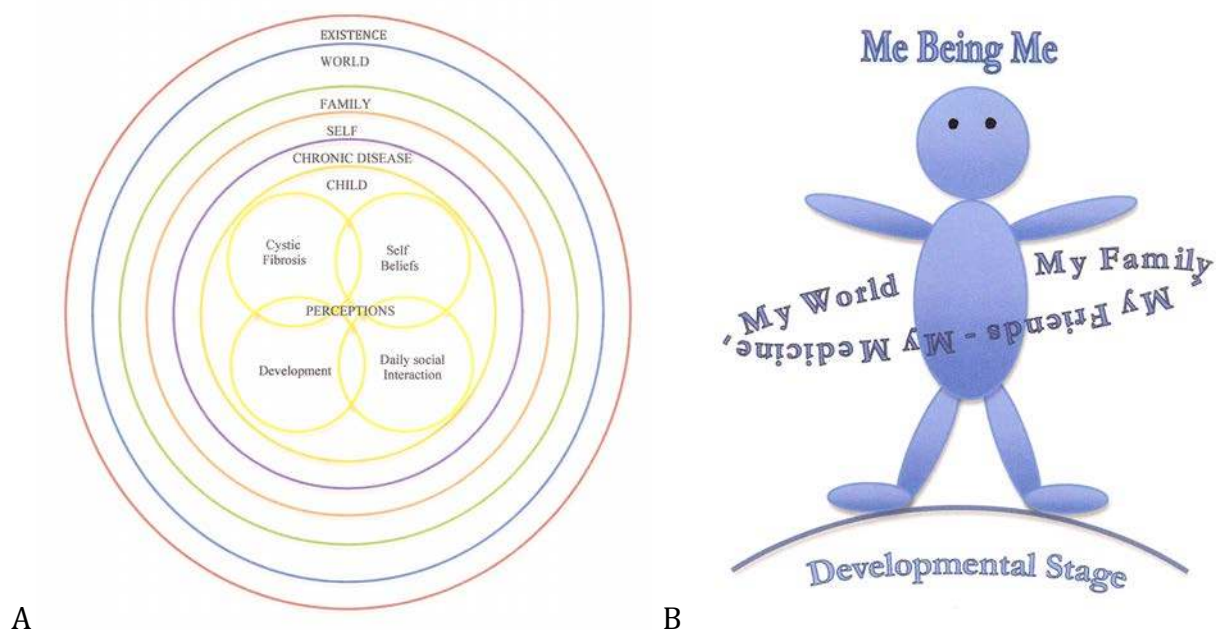 EXISTENCE
WORLD
FAMILY
SELF
CHRONIC DISEASE
CHILD
Cystic
Fibrosis
Self
Beliefs
PERCEPTIONS
Development
Daily social
Interaction
A
Me Being Me
My World
My Family,
My Friends - My Medicine,
Developmental Stage
B